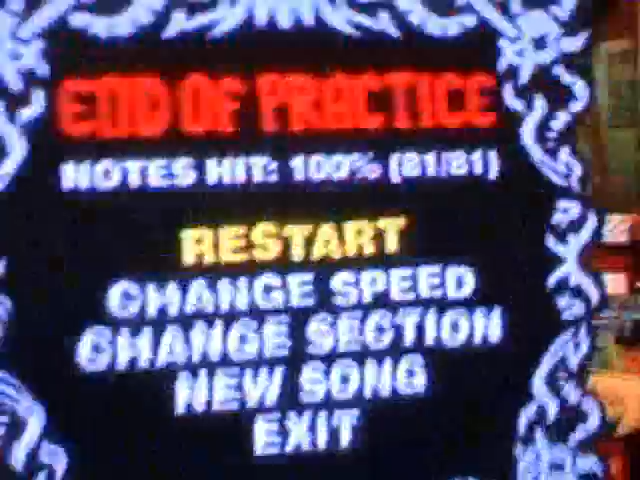 END OF PRACTICE
NOTES HIT: 100% (81/81)
RESTART
CHANGE SPEED
CHANGE SECTION
NEW SONG
EXIT